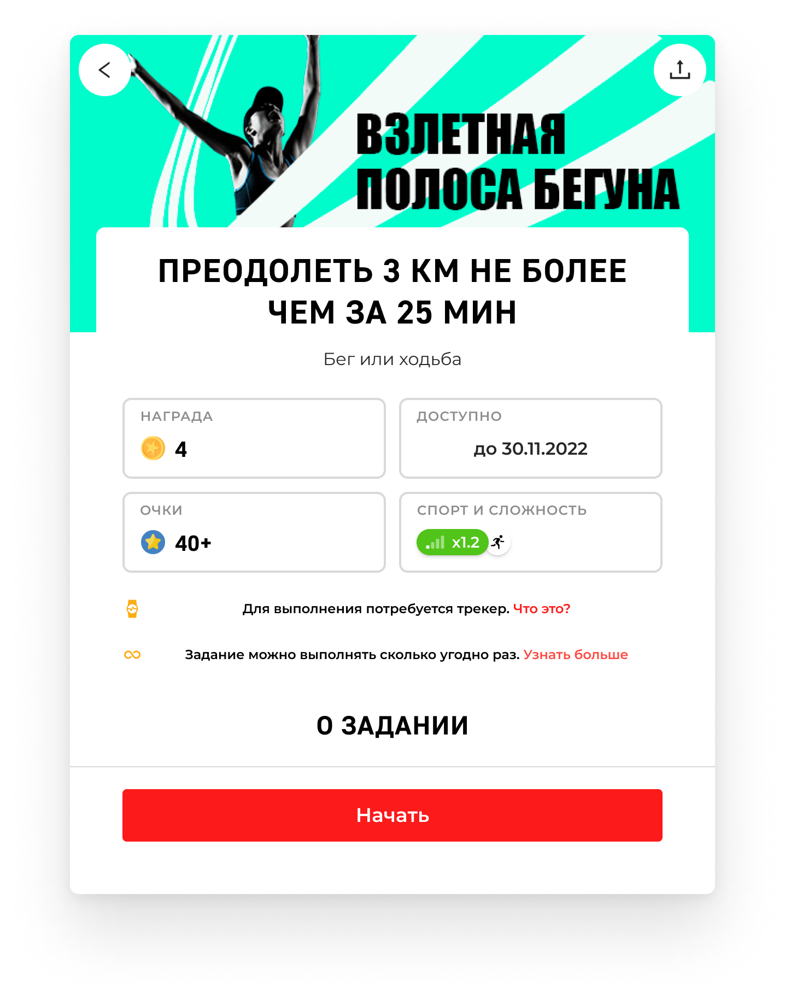 ВЗЛЕТНАЯ
ПОЛОСА БЕГУНА
ПРЕОДОЛЕТЬ 3 КМ НЕ БОЛЕЕ
ЧЕМ ЗА 25 МИН
Бег или ходьба
НАГРАДА
4
ДОСТУПНО
до 30.11.2022
ОЧКИ
40+
СПОРТ И СЛОЖНОСТЬ
x1.2
Для выполнения потребуется трекер. Что это?
Задание можно выполнять сколько угодно раз. Узнать больше
О ЗАДАНИИ
Начать